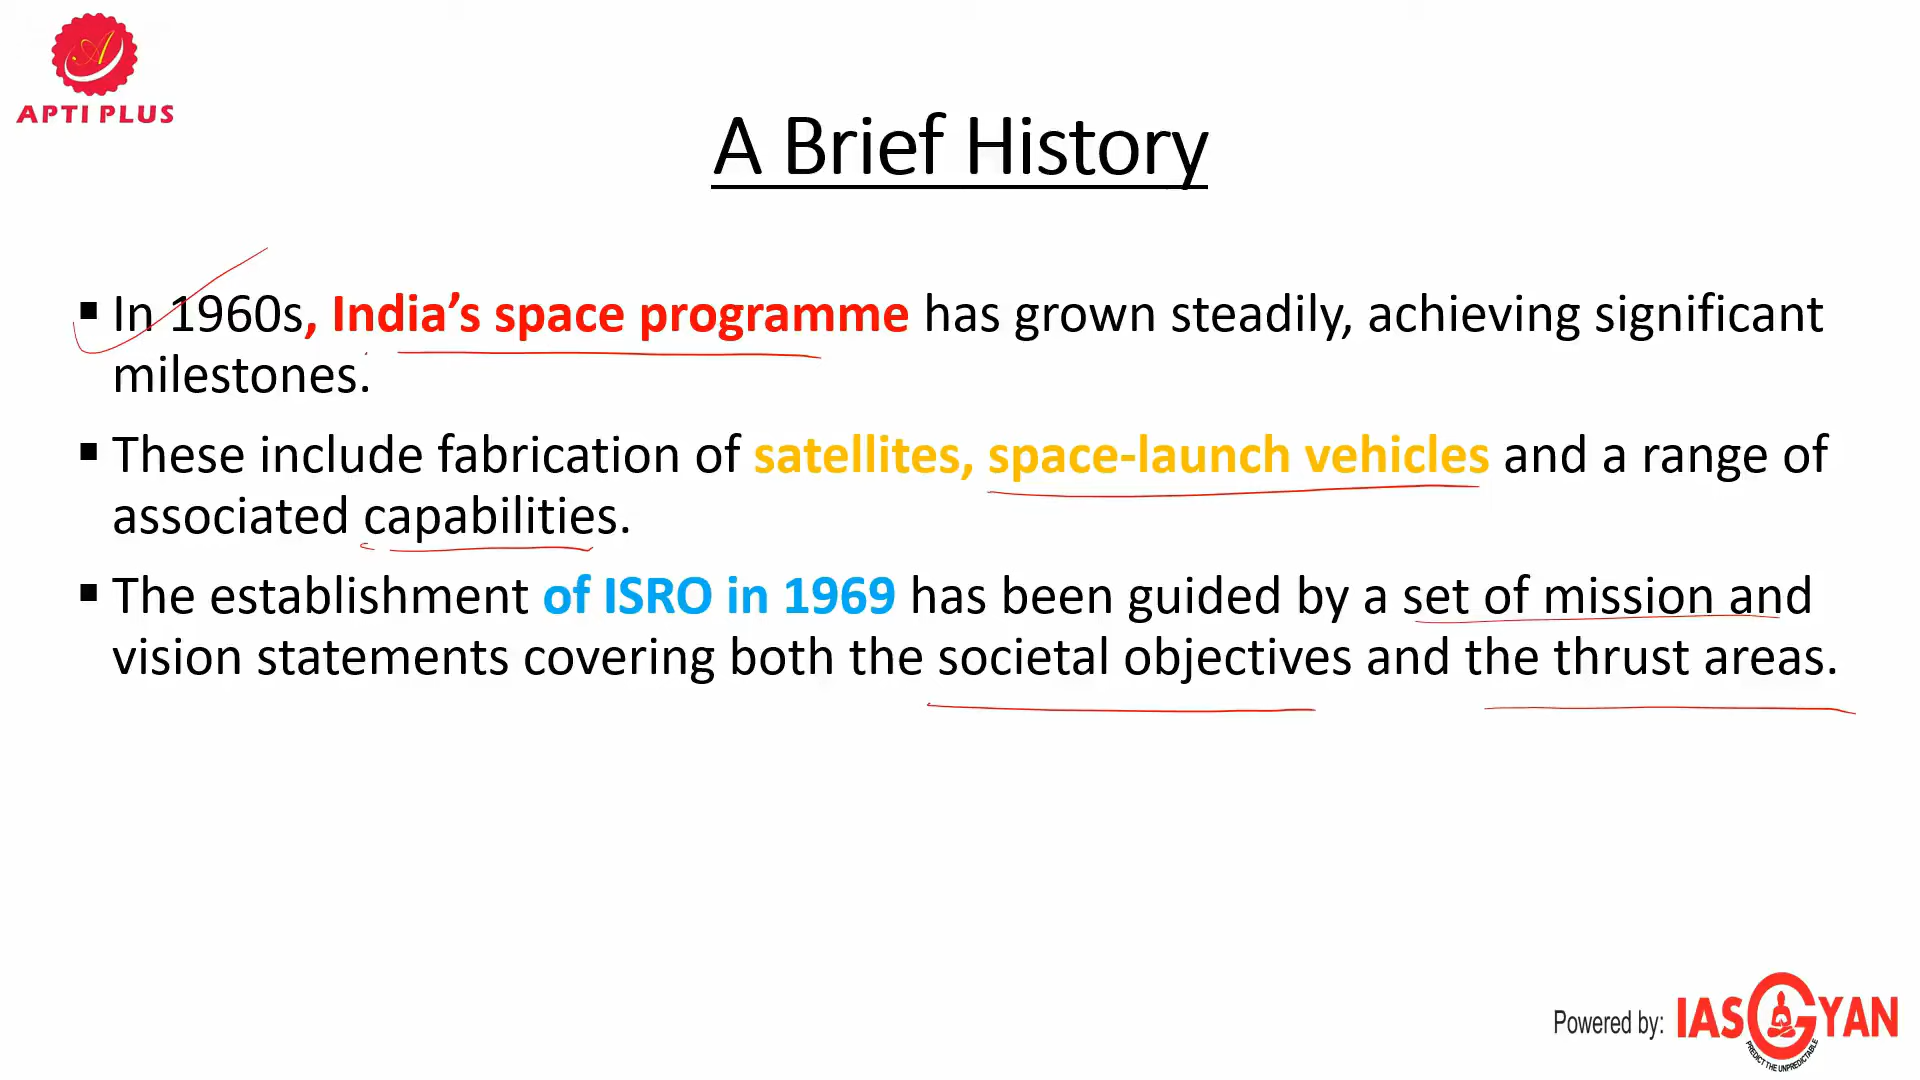 APTI PLUS
A Brief History
▪ In 1960s, India’s space programme has grown steadily, achieving significant
milestones.
▪ These include fabrication of satellites, space-launch vehicles and a range of
associated capabilities.
▪ The establishment of ISRO in 1969 has been guided by a set of mission and
vision statements covering both the societal objectives and the thrust areas.
Powered by: IAS GYAN
PREDICT THE UNPREDICTABLE